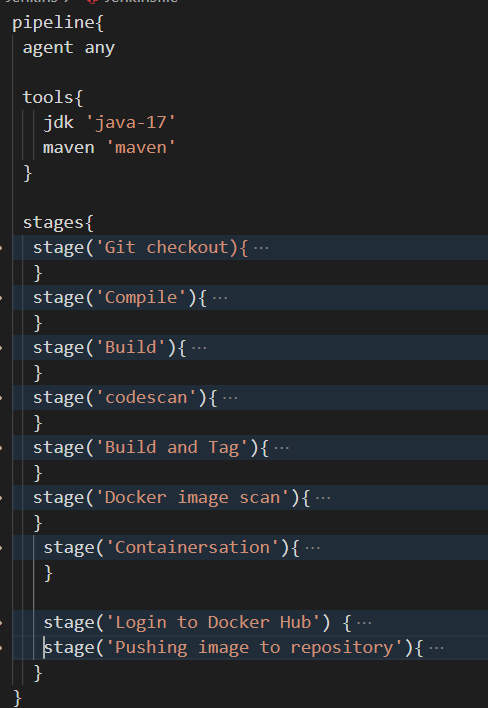 pipeline{
agent any
tools{
jdk 'java-17'
maven 'maven'
}
stages{
stage('Git checkout){ ···
}
stage('Compile'){ ···
}
stage('Build'){ ···
}
stage('codescan'){ ···
}
stage('Build and Tag'){ ···
}
stage('Docker image scan'){ ···
}
stage('Containersation'){ ···
}
stage('Login to Docker Hub') { ···
stage('Pushing image to repository'){ ···
}
}